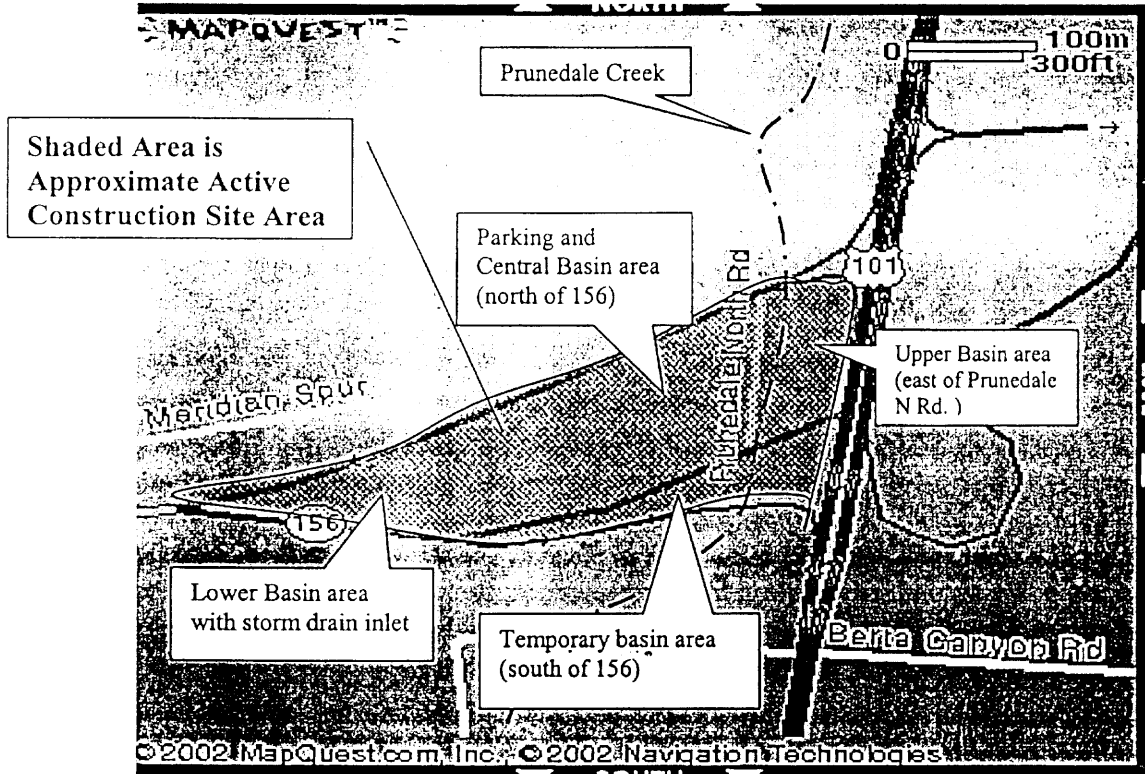 NORTH
MAPQUEST™
0 100m
300ft
Prunedale Creek
Shaded Area is
Approximate Active
Construction Site Area
Parking and
Central Basin area
(north of 156)
Prunedale North Rd
101
Upper Basin area
(east of Prunedale
N Rd. )
Meridian Spur
156
Lower Basin area
with storm drain inlet
Temporary basin area
(south of 156)
Berta Canyon Rd
©2002 MapQuest.com, Inc. ©2002 Navigation Technologies
SOUTH